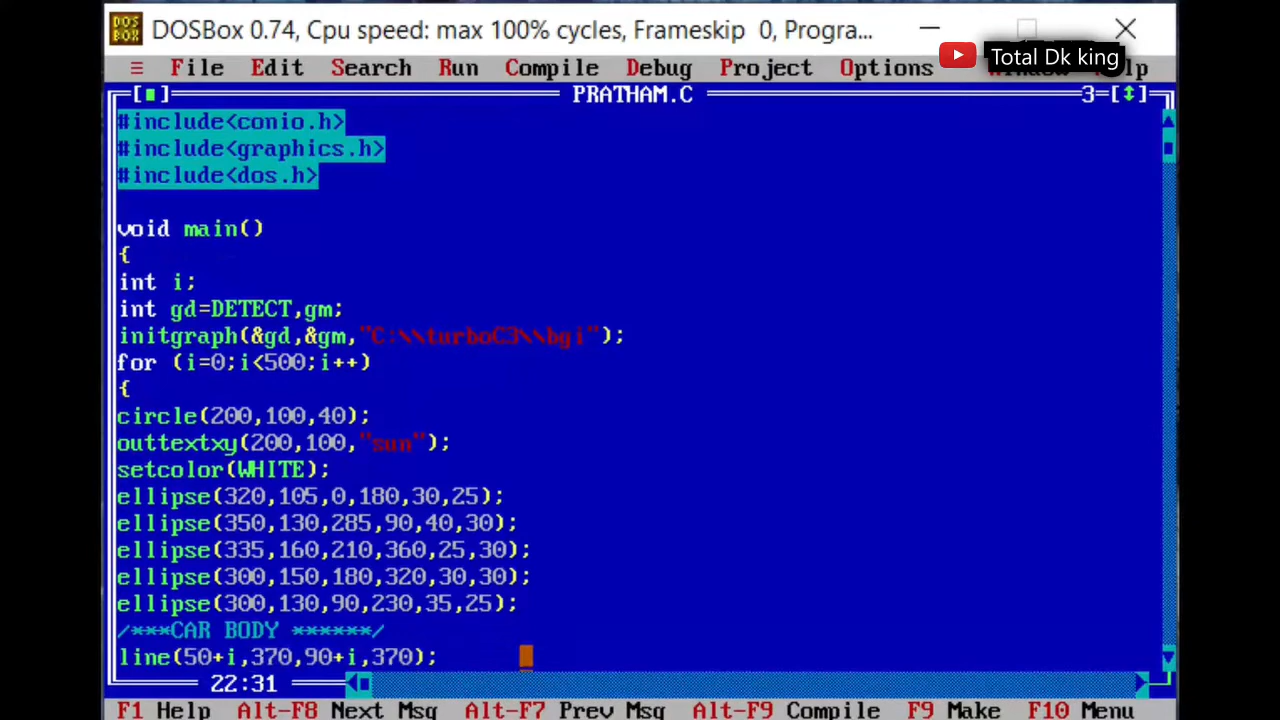 DOS BOX
DOSBox 0.74, Cpu speed: max 100% cycles, Frameskip 0, Progra...
Total Dk king
≡ File Edit Search Run Compile Debug Project Options Window Help
[■] PRATHAM.C 3=[↕]
#include<conio.h>
#include<graphics.h>
#include<dos.h>
void main()
{
int i;
int gd=DETECT,gm;
initgraph(&gd,&gm,"C:\\turboC3\\bgi");
for (i=0;i<500;i++)
{
circle(200,100,40);
outtextxy(200,100,"sun");
setcolor(WHITE);
ellipse(320,105,0,180,30,25);
ellipse(350,130,285,90,40,30);
ellipse(335,160,210,360,25,30);
ellipse(300,150,180,320,30,30);
ellipse(300,130,90,230,35,25);
/***CAR BODY ******/
line(50+i,370,90+i,370);
22:31
F1 Help Alt-F8 Next Msg Alt-F7 Prev Msg Alt-F9 Compile F9 Make F10 Menu